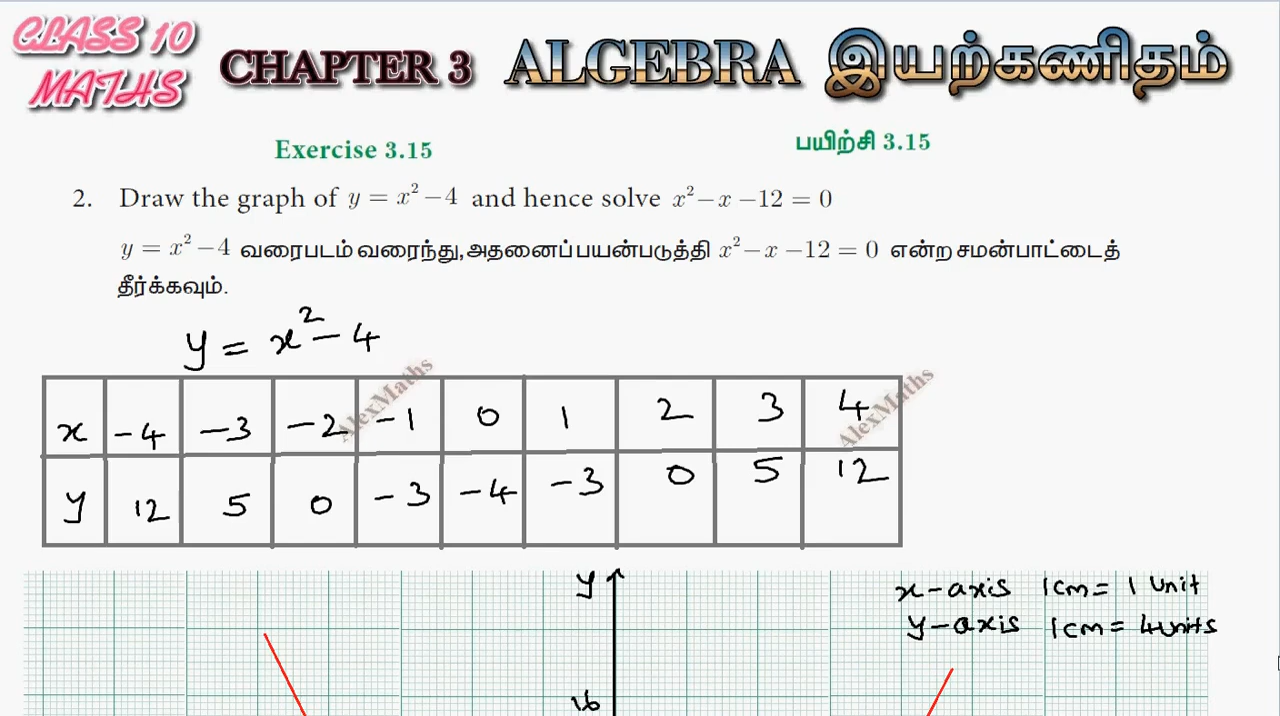 CLASS 10
MATHS
CHAPTER 3 ALGEBRA இயற்கணிதம்
Exercise 3.15 பயிற்சி 3.15
2. Draw the graph of y = x² − 4 and hence solve x² − x − 12 = 0
y = x² − 4 வரைபடம் வரைந்து, அதனைப் பயன்படுத்தி x² − x − 12 = 0 என்ற சமன்பாட்டைத்
தீர்க்கவும்.
y = x² − 4
x −4 −3 −2 −1 0 1 2 3 4
y 12 5 0 −3 −4 −3 0 5 12
AlexMaths AlexMaths
y x-axis 1cm = 1 Unit
y-axis 1cm = 4 units
16